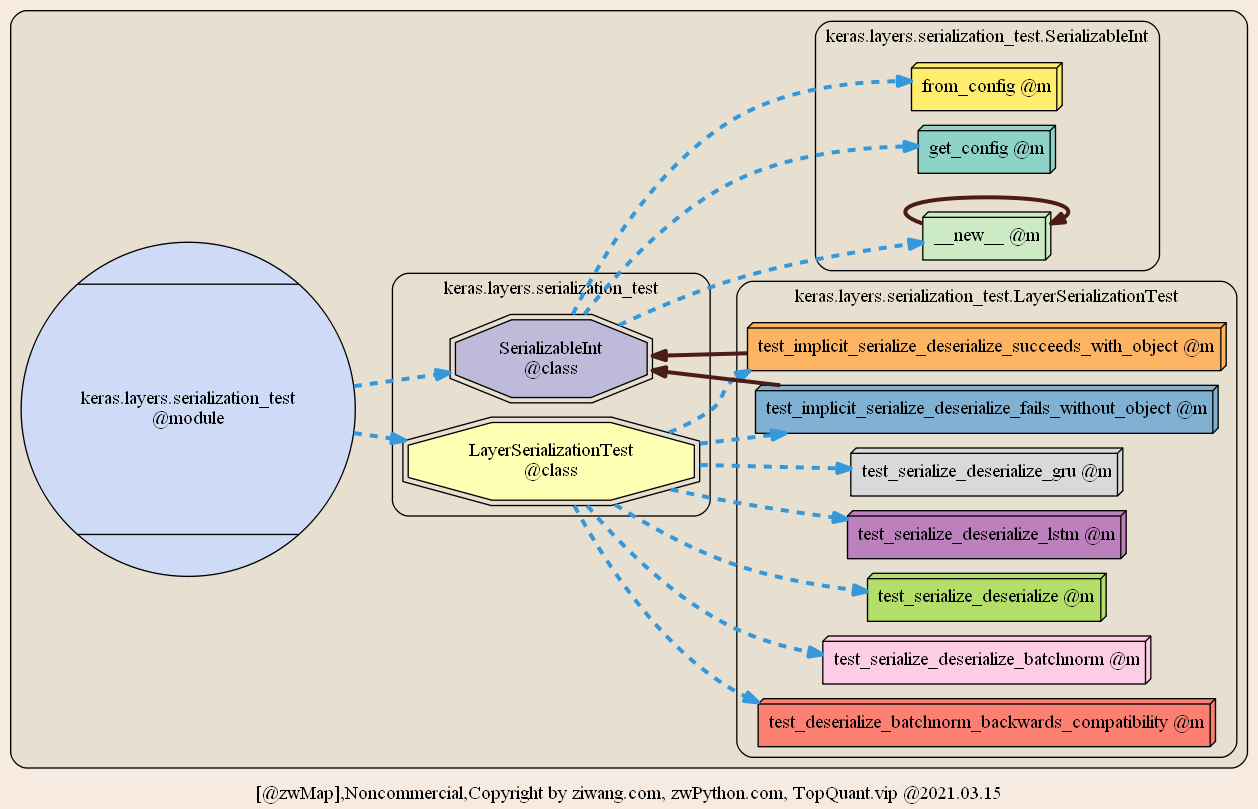 keras.layers.serialization_test.SerializableInt
from_config @m
get_config @m
__new__ @m
keras.layers.serialization_test
SerializableInt
@class
LayerSerializationTest
@class
keras.layers.serialization_test
@module
keras.layers.serialization_test.LayerSerializationTest
test_implicit_serialize_deserialize_succeeds_with_object @m
test_implicit_serialize_deserialize_fails_without_object @m
test_serialize_deserialize_gru @m
test_serialize_deserialize_lstm @m
test_serialize_deserialize @m
test_serialize_deserialize_batchnorm @m
test_deserialize_batchnorm_backwards_compatibility @m
[@zwMap],Noncommercial,Copyright by ziwang.com, zwPython.com, TopQuant.vip @2021.03.15